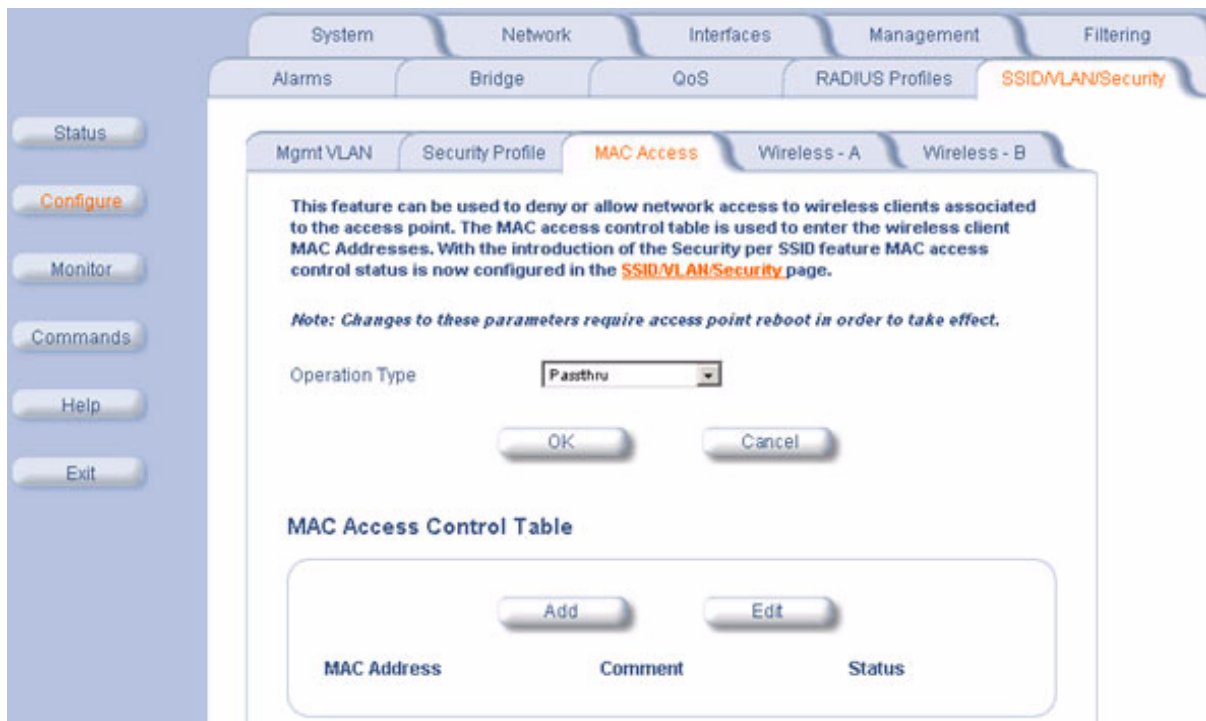 System Network Interfaces Management Filtering
Alarms Bridge QoS RADIUS Profiles SSID/VLAN/Security
Status
Configure
Monitor
Commands
Help
Exit
Mgmt VLAN Security Profile MAC Access Wireless - A Wireless - B
This feature can be used to deny or allow network access to wireless clients associated
to the access point. The MAC access control table is used to enter the wireless client
MAC Addresses. With the introduction of the Security per SSID feature MAC access
control status is now configured in the SSID/VLAN/Security page.
Note: Changes to these parameters require access point reboot in order to take effect.
Operation Type Passthru
OK Cancel
MAC Access Control Table
Add Edit
MAC Address Comment Status